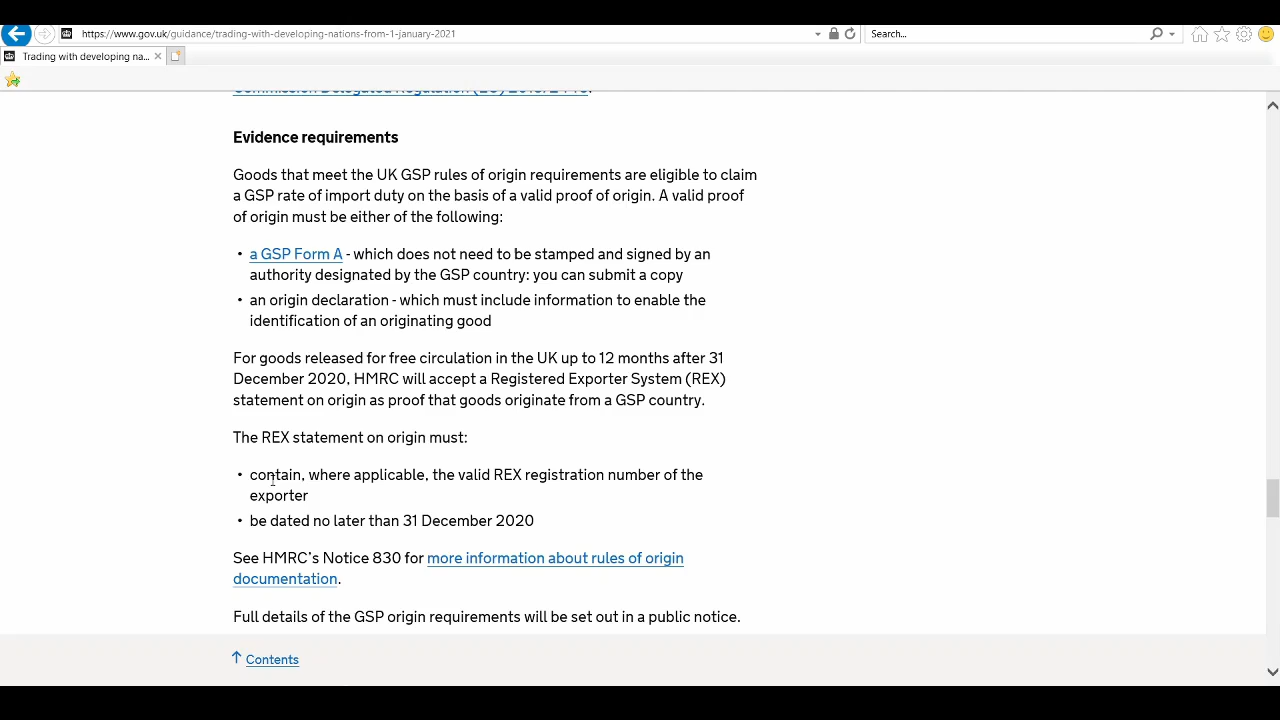 https://www.gov.uk/guidance/trading-with-developing-nations-from-1-january-2021
Search...
Trading with developing na...
Evidence requirements
Goods that meet the UK GSP rules of origin requirements are eligible to claim
a GSP rate of import duty on the basis of a valid proof of origin. A valid proof
of origin must be either of the following:
• a GSP Form A - which does not need to be stamped and signed by an
authority designated by the GSP country: you can submit a copy
• an origin declaration - which must include information to enable the
identification of an originating good
For goods released for free circulation in the UK up to 12 months after 31
December 2020, HMRC will accept a Registered Exporter System (REX)
statement on origin as proof that goods originate from a GSP country.
The REX statement on origin must:
• contain, where applicable, the valid REX registration number of the
exporter
• be dated no later than 31 December 2020
See HMRC’s Notice 830 for more information about rules of origin
documentation.
Full details of the GSP origin requirements will be set out in a public notice.
↑ Contents